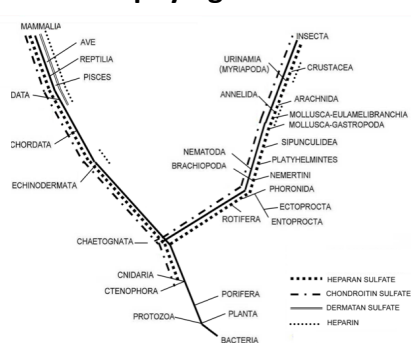 MAMMALIA
AVE
REPTILIA
PISCES
DATA
CHORDATA
ECHINODERMATA
CHAETOGNATA
CNIDARIA
CTENOPHORA
PORIFERA
PROTOZOA
PLANTA
BACTERIA
INSECTA
URINAMIA
(MYRIAPODA)
CRUSTACEA
ANNELIDA
ARACHNIDA
MOLLUSCA-EULAMELIBRANCHIA
MOLLUSCA-GASTROPODA
SIPUNCULIDEA
NEMATODA
PLATYHELMINTES
BRACHIOPODA
NEMERTINI
PHORONIDA
ECTOPROCTA
ROTIFERA
ENTOPROCTA
HEPARAN SULFATE
CHONDROITIN SULFATE
DERMATAN SULFATE
HEPARIN